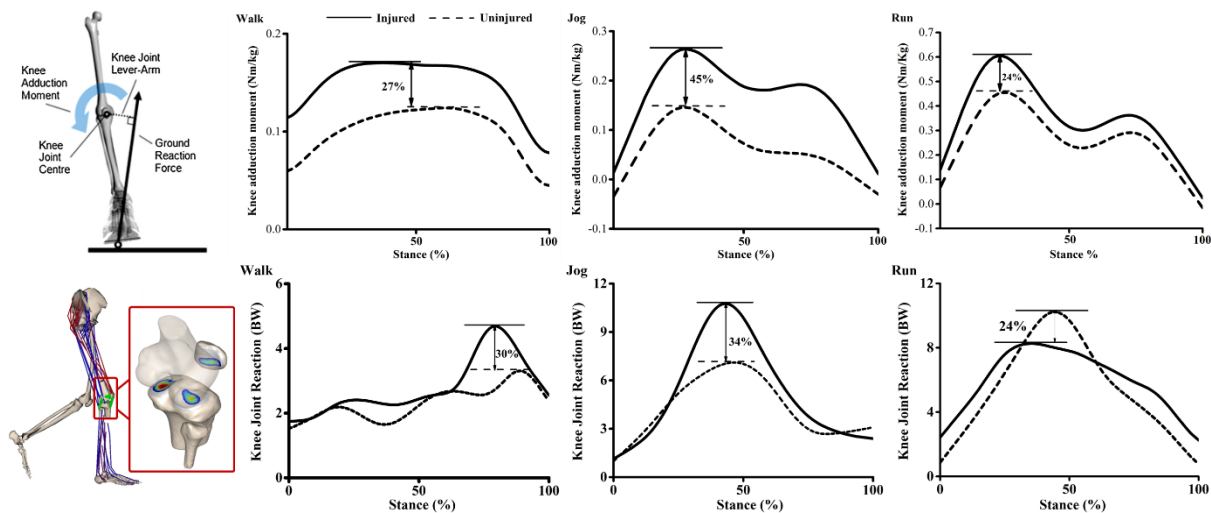 Knee Joint
Lever-Arm
Knee
Adduction
Moment
Knee
Joint
Centre
Ground
Reaction
Force
Walk
Injured
Uninjured
Knee adduction moment (Nm/kg)
0.2
0.1
0.0
27%
50
100
Stance (%)
Jog
Knee adduction moment (Nm/kg)
0.3
0.2
0.1
0.0
-0.1
45%
50
100
Stance (%)
Run
Knee adduction moment (Nm/Kg)
0.7
0.6
0.5
0.4
0.3
0.2
0.1
0.0
-0.1
24%
50
100
Stance %
Walk
Knee Joint Reaction (BW)
6
4
2
0
30%
0
50
100
Stance (%)
Jog
Knee Joint Reaction (BW)
12
9
6
3
0
34%
0
50
100
Stance (%)
Run
Knee Joint Reaction (BW)
12
8
4
0
24%
0
50
100
Stance (%)